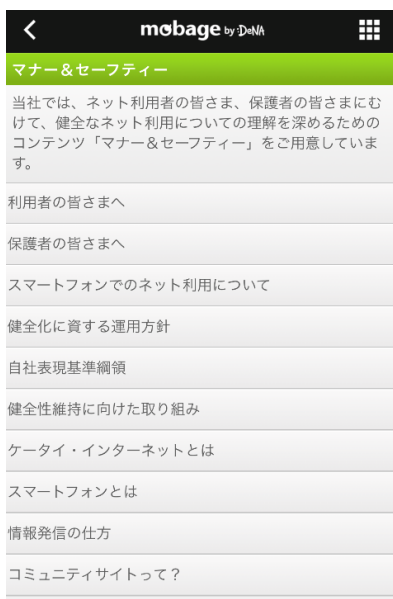 mobage by DeNA
マナー＆セーフティー
当社では、ネット利用者の皆さま、保護者の皆さまにむ
けて、健全なネット利用についての理解を深めるための
コンテンツ「マナー＆セーフティー」をご用意していま
す。
利用者の皆さまへ
保護者の皆さまへ
スマートフォンでのネット利用について
健全化に資する運用方針
自社表現基準綱領
健全性維持に向けた取り組み
ケータイ・インターネットとは
スマートフォンとは
情報発信の仕方
コミュニティサイトって？